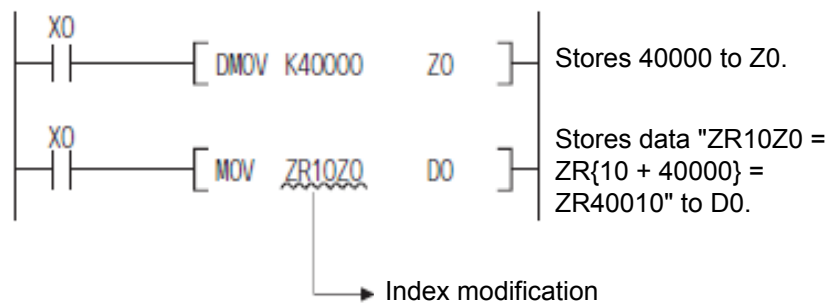 X0
DMOV K40000 Z0
Stores 40000 to Z0.
X0
MOV ZR10Z0 D0
Stores data "ZR10Z0 =
ZR{10 + 40000} =
ZR40010" to D0.
Index modification